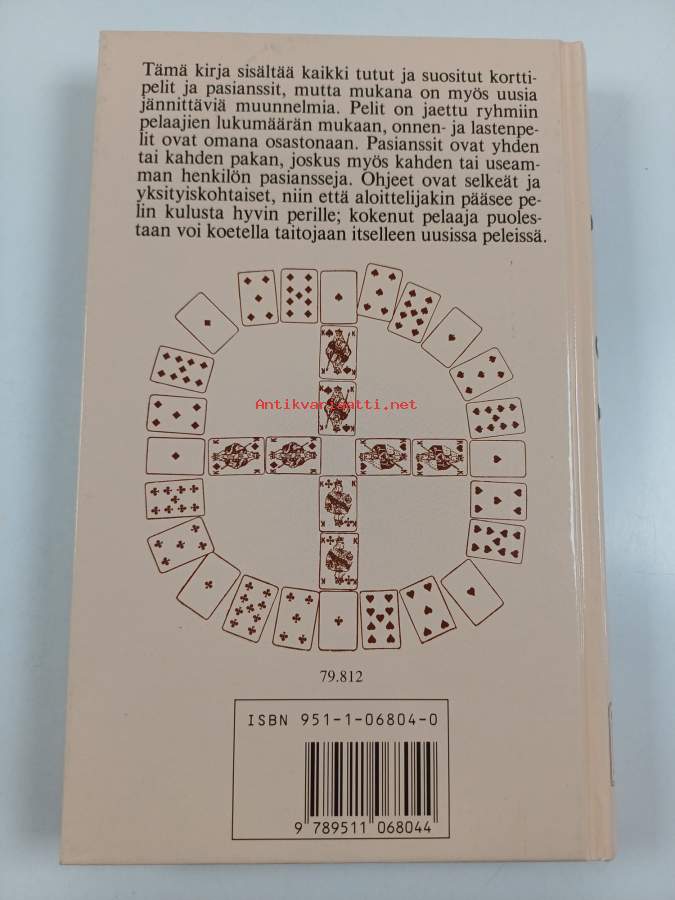 Tämä kirja sisältää kaikki tutut ja suositut kortti-
pelit ja pasianssit, mutta mukana on myös uusia
jännittäviä muunnelmia. Pelit on jaettu ryhmiin
pelaajien lukumäärän mukaan, onnen- ja lastenpe-
lit ovat omana osastonaan. Pasianssit ovat yhden
tai kahden pakan, joskus myös kahden tai useam-
man henkilön pasiansseja. Ohjeet ovat selkeät ja
yksityiskohtaiset, niin että aloittelijakin pääsee pe-
lin kulusta hyvin perille; kokenut pelaaja puoles-
taan voi koetella taitojaan itselleen uusissa peleissä.
Antikvariaatti.net
79.812
ISBN 951-1-06804-0
9 789511 068044